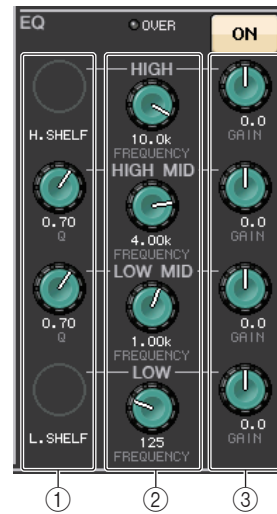 EQ OVER ON
HIGH
H.SHELF 10.0k 0.0
FREQUENCY GAIN
HIGH MID
0.70 4.00k 0.0
Q FREQUENCY GAIN
LOW MID
0.70 1.00k 0.0
Q FREQUENCY GAIN
LOW
L.SHELF 125 0.0
FREQUENCY GAIN
① ② ③